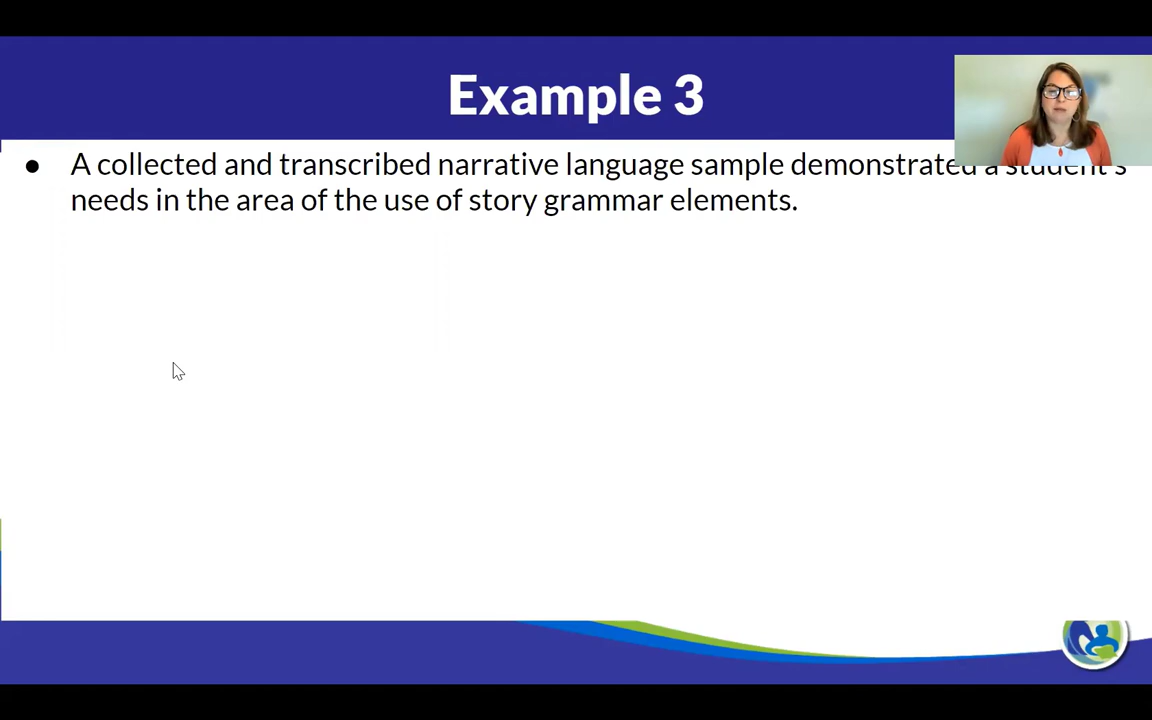 Example 3
● A collected and transcribed narrative language sample demonstrated a student's
needs in the area of the use of story grammar elements.